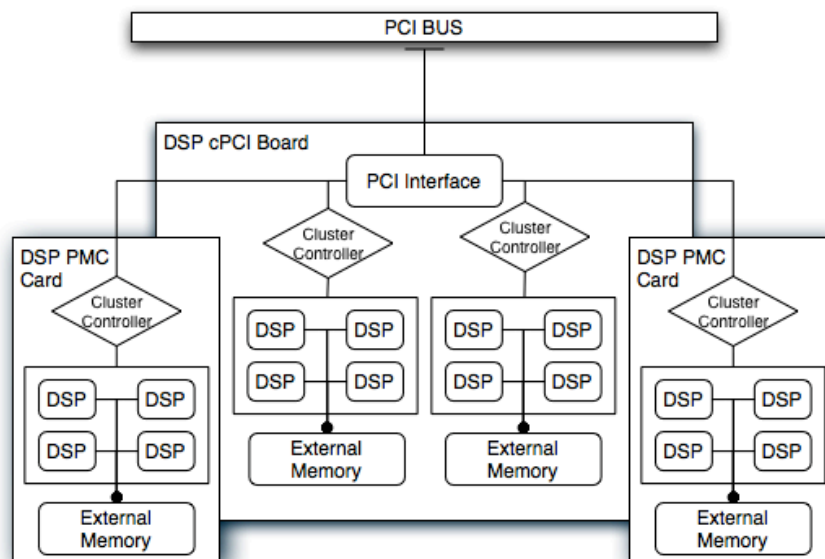 PCI BUS
DSP cPCI Board
PCI Interface
Cluster
Controller
Cluster
Controller
DSP PMC
Card
Cluster
Controller
DSP PMC
Card
Cluster
Controller
DSP DSP
DSP DSP
External
Memory
DSP DSP
DSP DSP
External
Memory
DSP DSP
DSP DSP
External
Memory
DSP DSP
DSP DSP
External
Memory